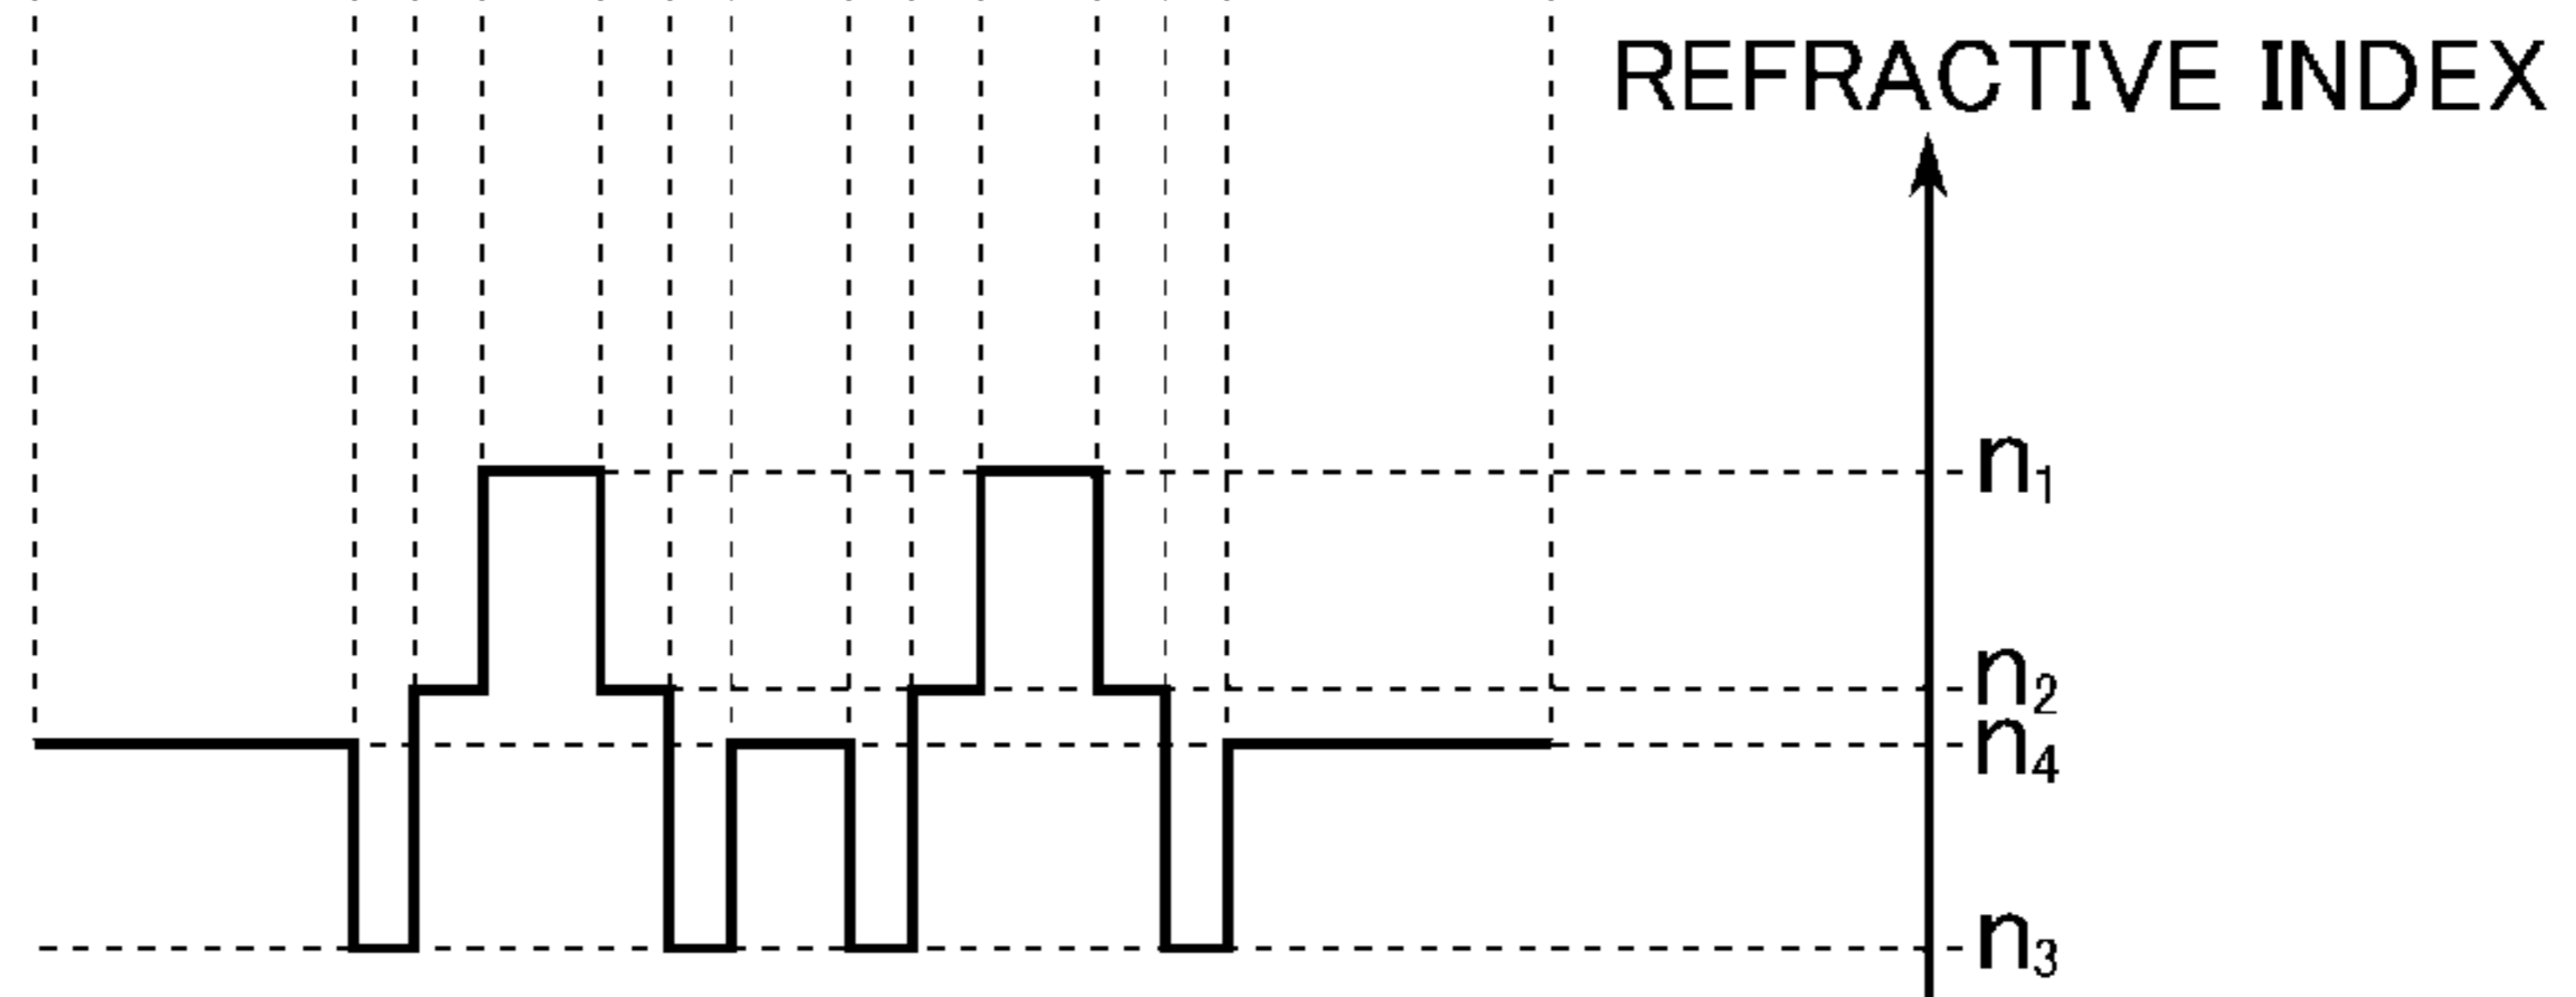 REFRACTIVE INDEX
n₁
n₂
n₄
n₃